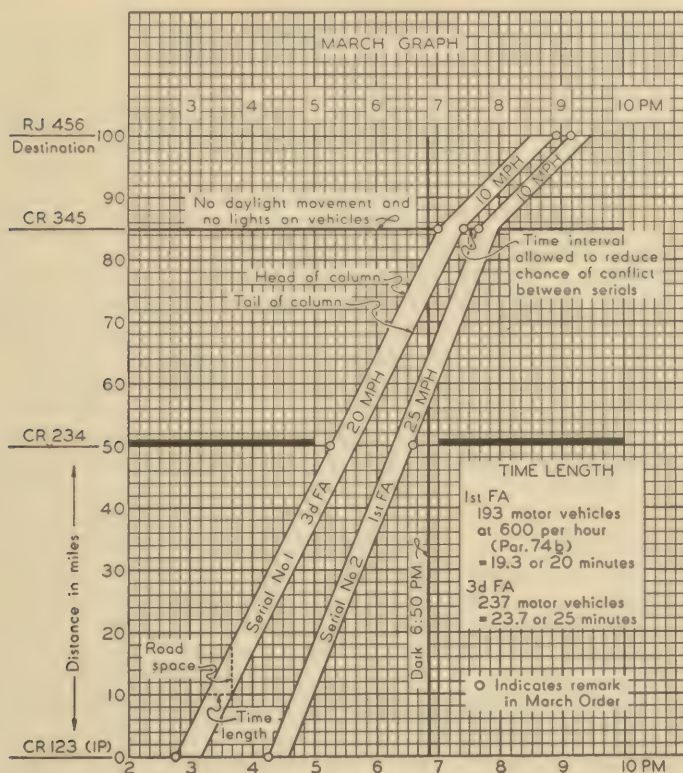 MARCH GRAPH
3 4 5 6 7 8 9 10 PM
RJ 456
Destination
100
90
CR 345
80
70
60
CR 234
50
40
30
20
10
CR 123 (IP)
0
Distance in miles
No daylight movement and
no lights on vehicles
Head of column
Tail of column
10 MPH
10 MPH
Time interval
allowed to reduce
chance of conflict
between serials
20 MPH
25 MPH
Serial No 1 3d FA
Serial No 2 1st FA
Dark 6:50 PM
Road
space
Time
length
TIME LENGTH
1st FA
193 motor vehicles
at 600 per hour
(Par. 74b)
= 19.3 or 20 minutes
3d FA
237 motor vehicles
= 23.7 or 25 minutes
O Indicates remark
in March Order
2 3 4 5 6 7 8 9 10 PM